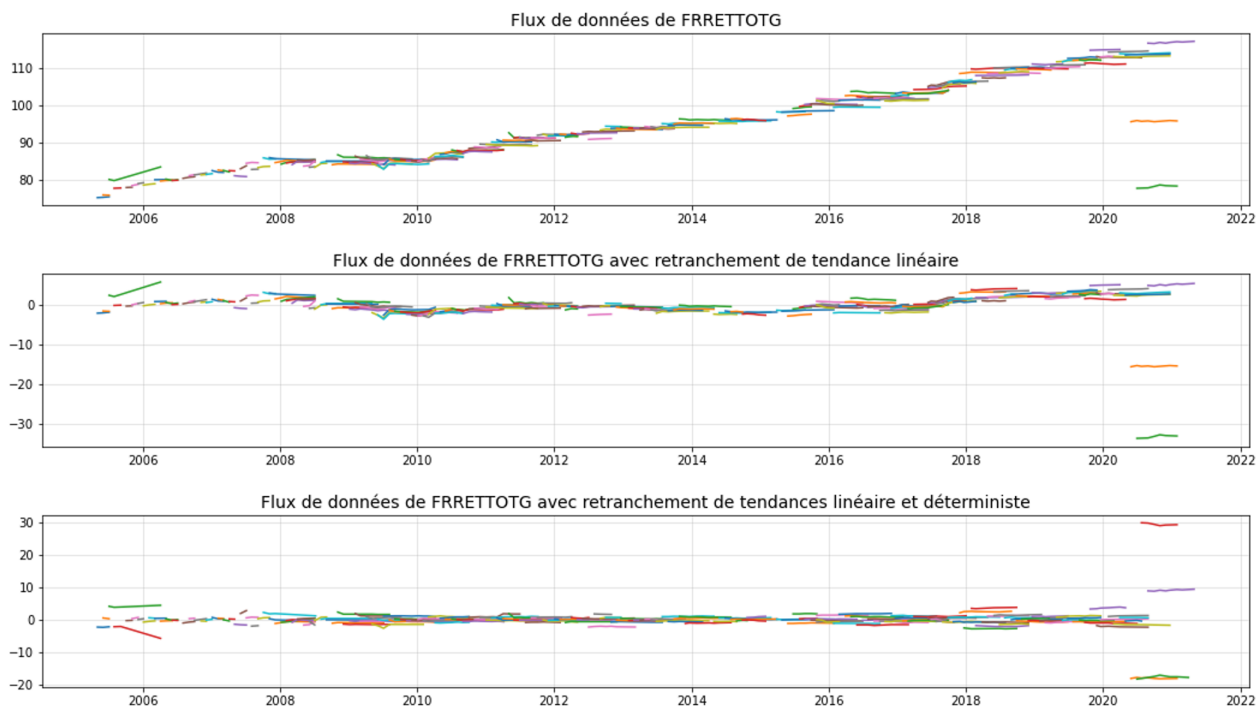 Flux de données de FRRETTOTG
110
100
90
80
2006 2008 2010 2012 2014 2016 2018 2020 2022
Flux de données de FRRETTOTG avec retranchement de tendance linéaire
0
−10
−20
−30
2006 2008 2010 2012 2014 2016 2018 2020 2022
Flux de données de FRRETTOTG avec retranchement de tendances linéaire et déterministe
30
20
10
0
−10
−20
2006 2008 2010 2012 2014 2016 2018 2020 2022